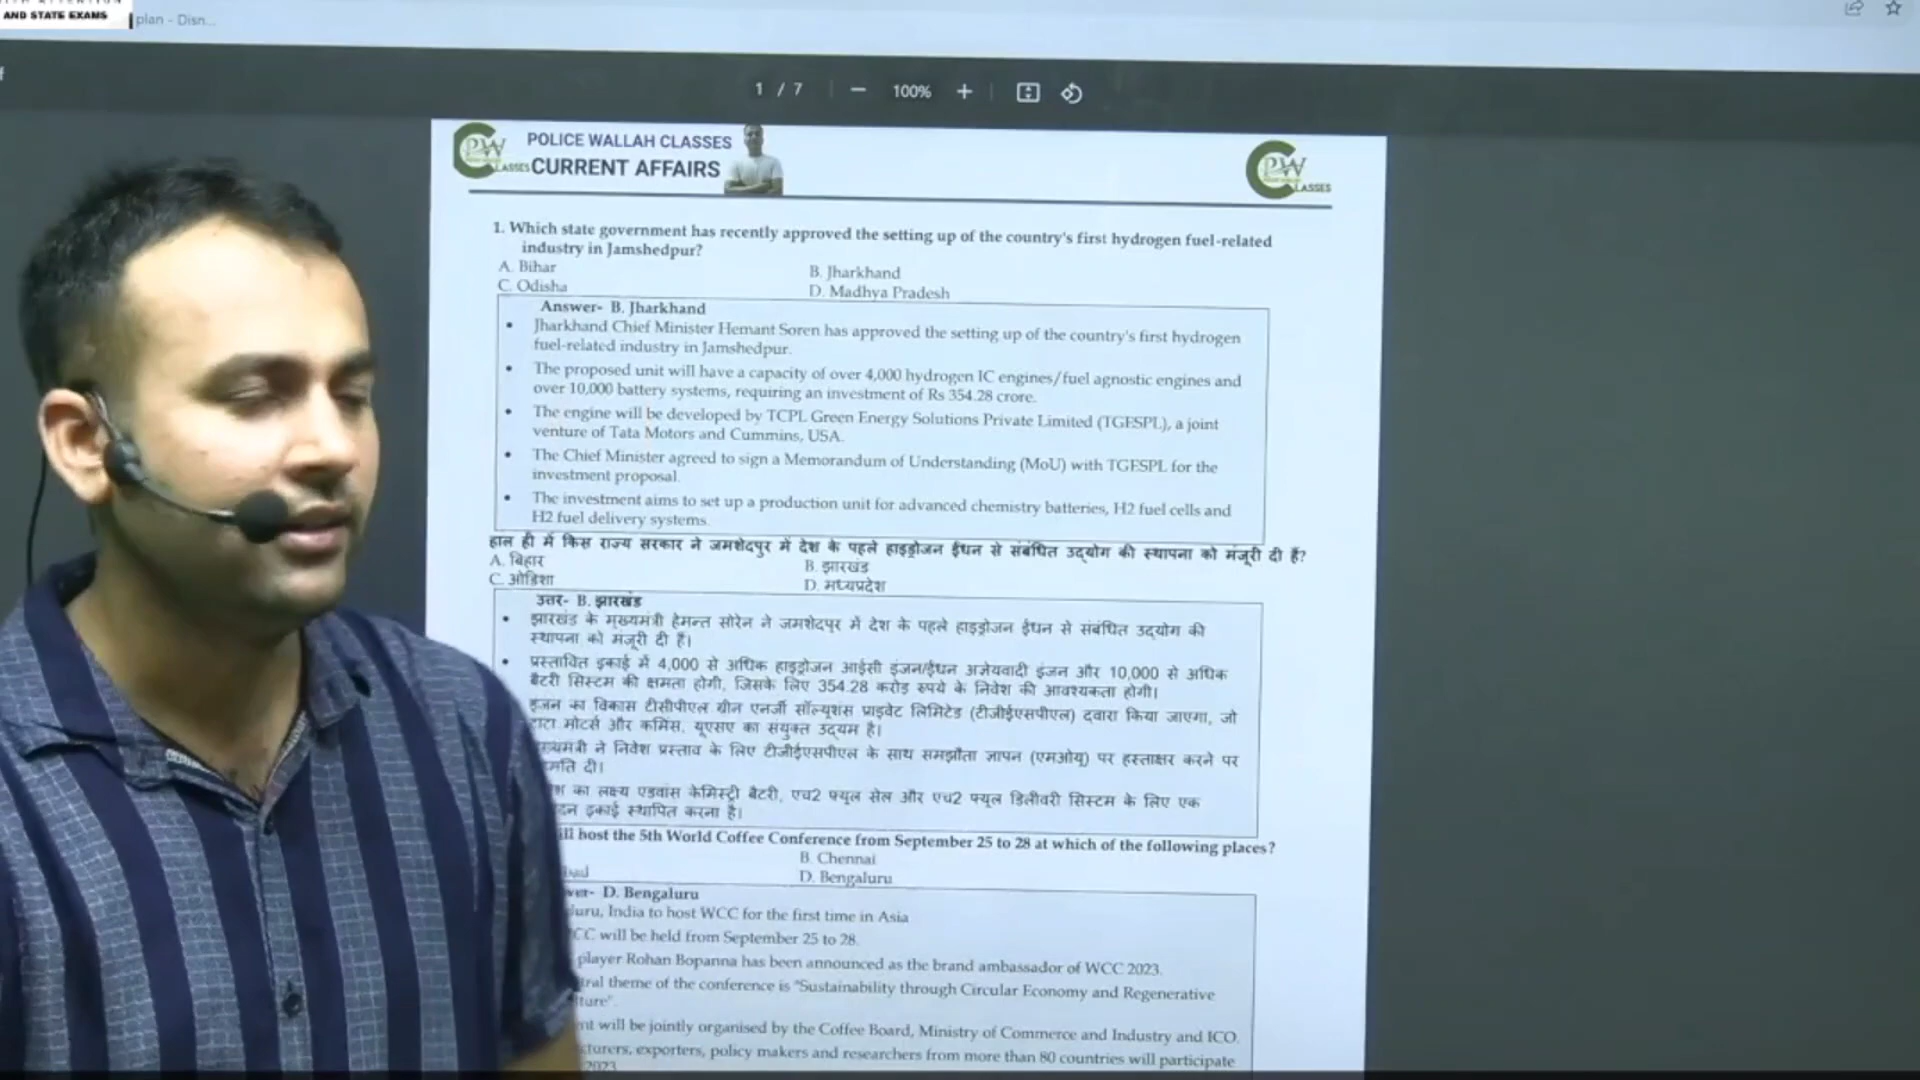 AND STATE EXAMS
plan - Disn...
1 / 7
100%
POLICE WALLAH CLASSES
CURRENT AFFAIRS
PW
CLASSES
PW
CLASSES
1. Which state government has recently approved the setting up of the country's first hydrogen fuel-related
industry in Jamshedpur?
A. Bihar B. Jharkhand
C. Odisha D. Madhya Pradesh
Answer- B. Jharkhand
• Jharkhand Chief Minister Hemant Soren has approved the setting up of the country's first hydrogen
fuel-related industry in Jamshedpur.
• The proposed unit will have a capacity of over 4,000 hydrogen IC engines/fuel agnostic engines and
over 10,000 battery systems, requiring an investment of Rs 354.28 crore.
• The engine will be developed by TCPL Green Energy Solutions Private Limited (TGESPL), a joint
venture of Tata Motors and Cummins, USA.
• The Chief Minister agreed to sign a Memorandum of Understanding (MoU) with TGESPL for the
investment proposal.
• The investment aims to set up a production unit for advanced chemistry batteries, H2 fuel cells and
H2 fuel delivery systems.
हाल ही में किस राज्य सरकार ने जमशेदपुर में देश के पहले हाइड्रोजन ईंधन से संबंधित उद्योग की स्थापना को मंजूरी दी है?
A. बिहार B. झारखंड
C. ओडिशा D. मध्यप्रदेश
उत्तर- B. झारखंड
• झारखंड के मुख्यमंत्री हेमन्त सोरेन ने जमशेदपुर में देश के पहले हाइड्रोजन ईंधन से संबंधित उद्योग की
स्थापना को मंजूरी दी है।
• प्रस्तावित इकाई में 4,000 से अधिक हाइड्रोजन आईसी इंजन/ईंधन अज्ञेयवादी इंजन और 10,000 से अधिक
बैटरी सिस्टम की क्षमता होगी, जिसके लिए 354.28 करोड़ रुपये के निवेश की आवश्यकता होगी।
इंजन का विकास टीसीपीएल ग्रीन एनर्जी सॉल्यूशंस प्राइवेट लिमिटेड (टीजीईएसपीएल) द्वारा किया जाएगा, जो
टाटा मोटर्स और कमिंस, यूएसए का संयुक्त उद्यम है।
ने निवेश प्रस्ताव के लिए टीजीईएसपीएल के साथ समझौता ज्ञापन (एमओयू) पर हस्ताक्षर करने पर
दी।
का लक्ष्य एडवांस केमिस्ट्री बैटरी, एच2 फ्यूल सेल और एच2 फ्यूल डिलीवरी सिस्टम के लिए एक
इकाई स्थापित करना है।
host the 5th World Coffee Conference from September 25 to 28 at which of the following places?
B. Chennai
D. Bengaluru
D. Bengaluru
India to host WCC for the first time in Asia
will be held from September 25 to 28.
player Rohan Bopanna has been announced as the brand ambassador of WCC 2023.
theme of the conference is "Sustainability through Circular Economy and Regenerative
will be jointly organised by the Coffee Board, Ministry of Commerce and Industry and ICO.
exporters, policy makers and researchers from more than 80 countries will participate
2023